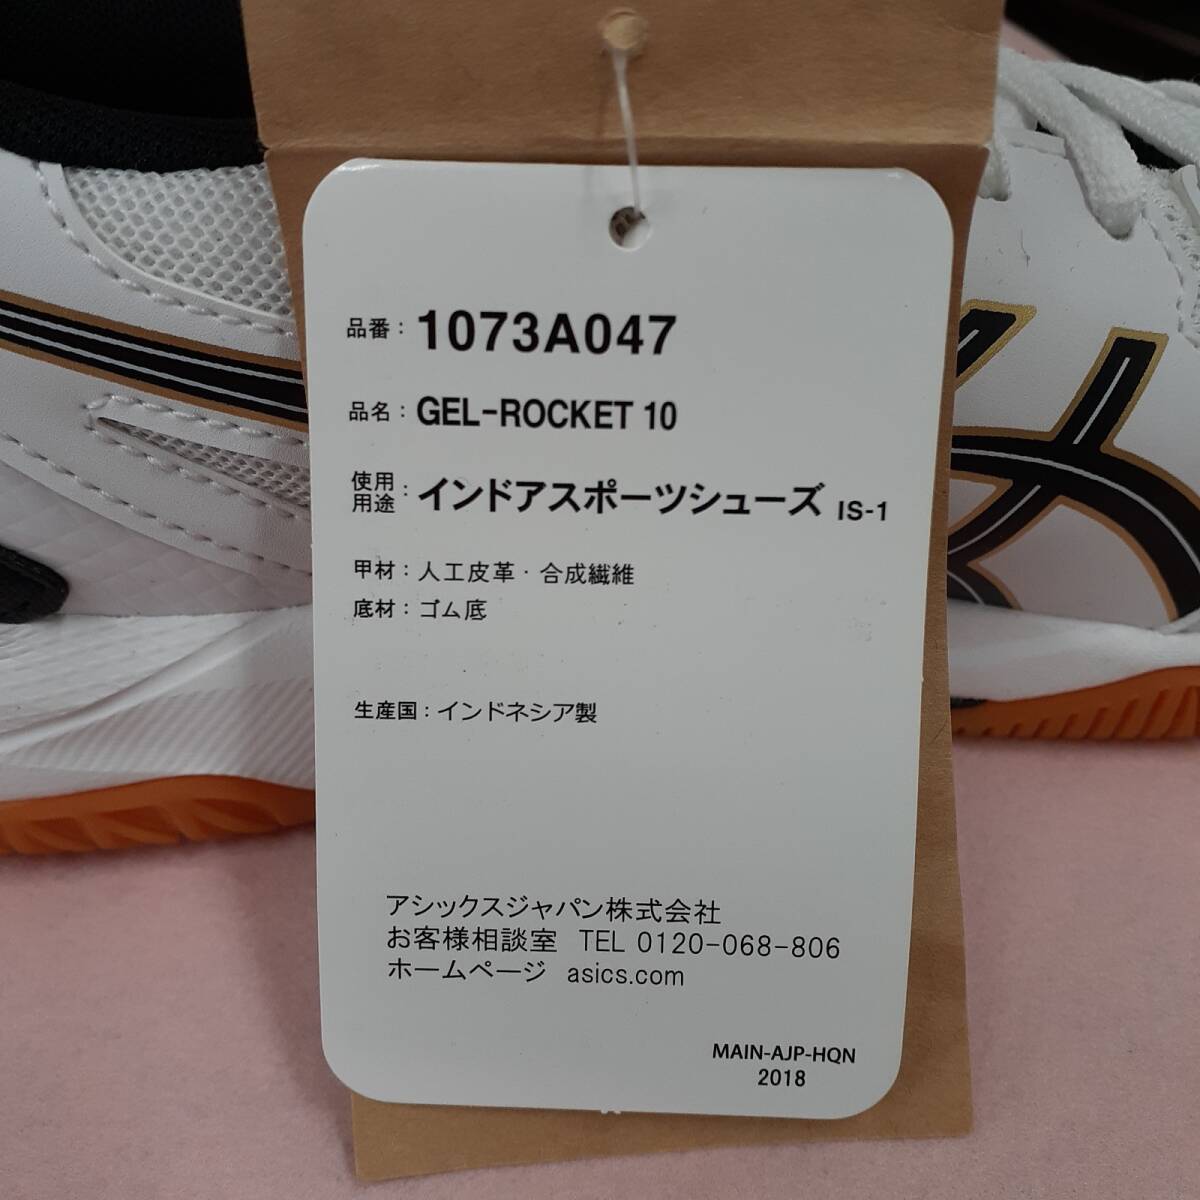 品番： 1073A047
品名： GEL-ROCKET 10
使用用途： インドアスポーツシューズ IS-1
甲材： 人工皮革・合成繊維
底材： ゴム底
生産国： インドネシア製
アシックスジャパン株式会社
お客様相談室 TEL 0120-068-806
ホームページ asics.com
MAIN-AJP-HQN
2018